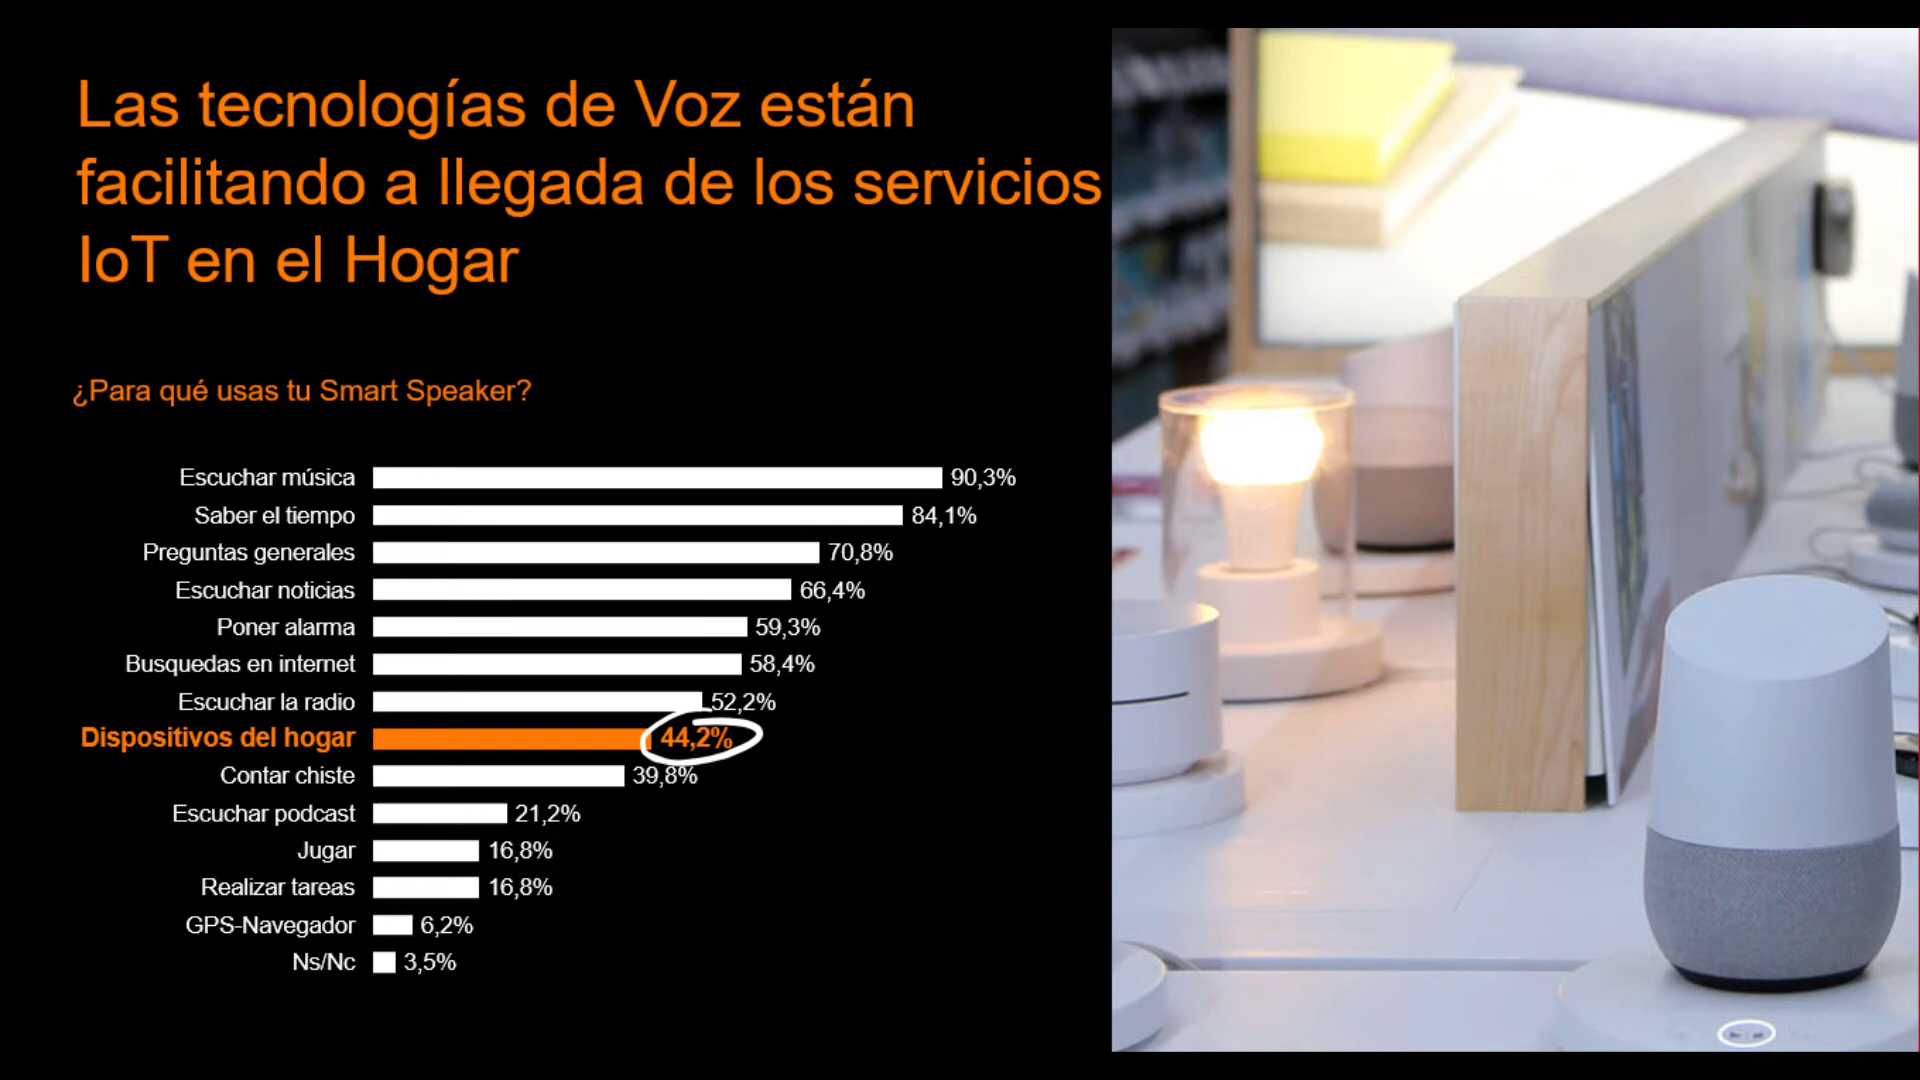 Las tecnologías de Voz están
facilitando a llegada de los servicios
IoT en el Hogar
¿Para qué usas tu Smart Speaker?
Escuchar música 90,3%
Saber el tiempo 84,1%
Preguntas generales 70,8%
Escuchar noticias 66,4%
Poner alarma 59,3%
Busquedas en internet 58,4%
Escuchar la radio 52,2%
Dispositivos del hogar 44,2%
Contar chiste 39,8%
Escuchar podcast 21,2%
Jugar 16,8%
Realizar tareas 16,8%
GPS-Navegador 6,2%
Ns/Nc 3,5%